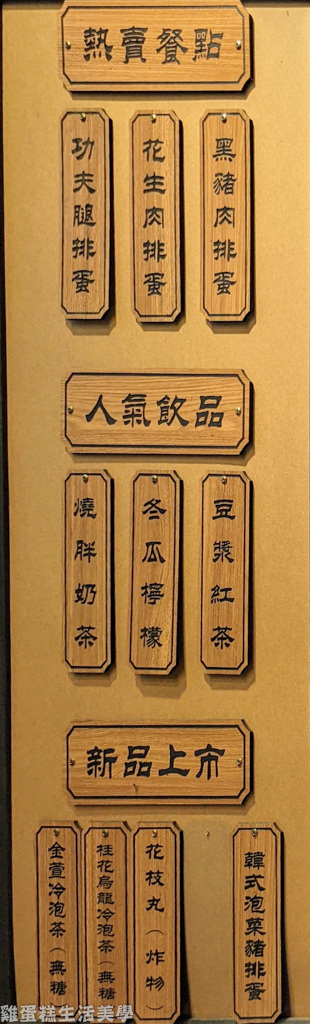 熱賣餐點
黑豬肉排蛋
花生肉排蛋
功夫腿排蛋
人氣飲品
豆漿紅茶
冬瓜檸檬
燒胖奶茶
新品上市
韓式泡菜豬排蛋
花枝丸（炸物）
桂花烏龍冷泡茶（無糖
金萱冷泡茶（無糖）
雞蛋糕生活美學